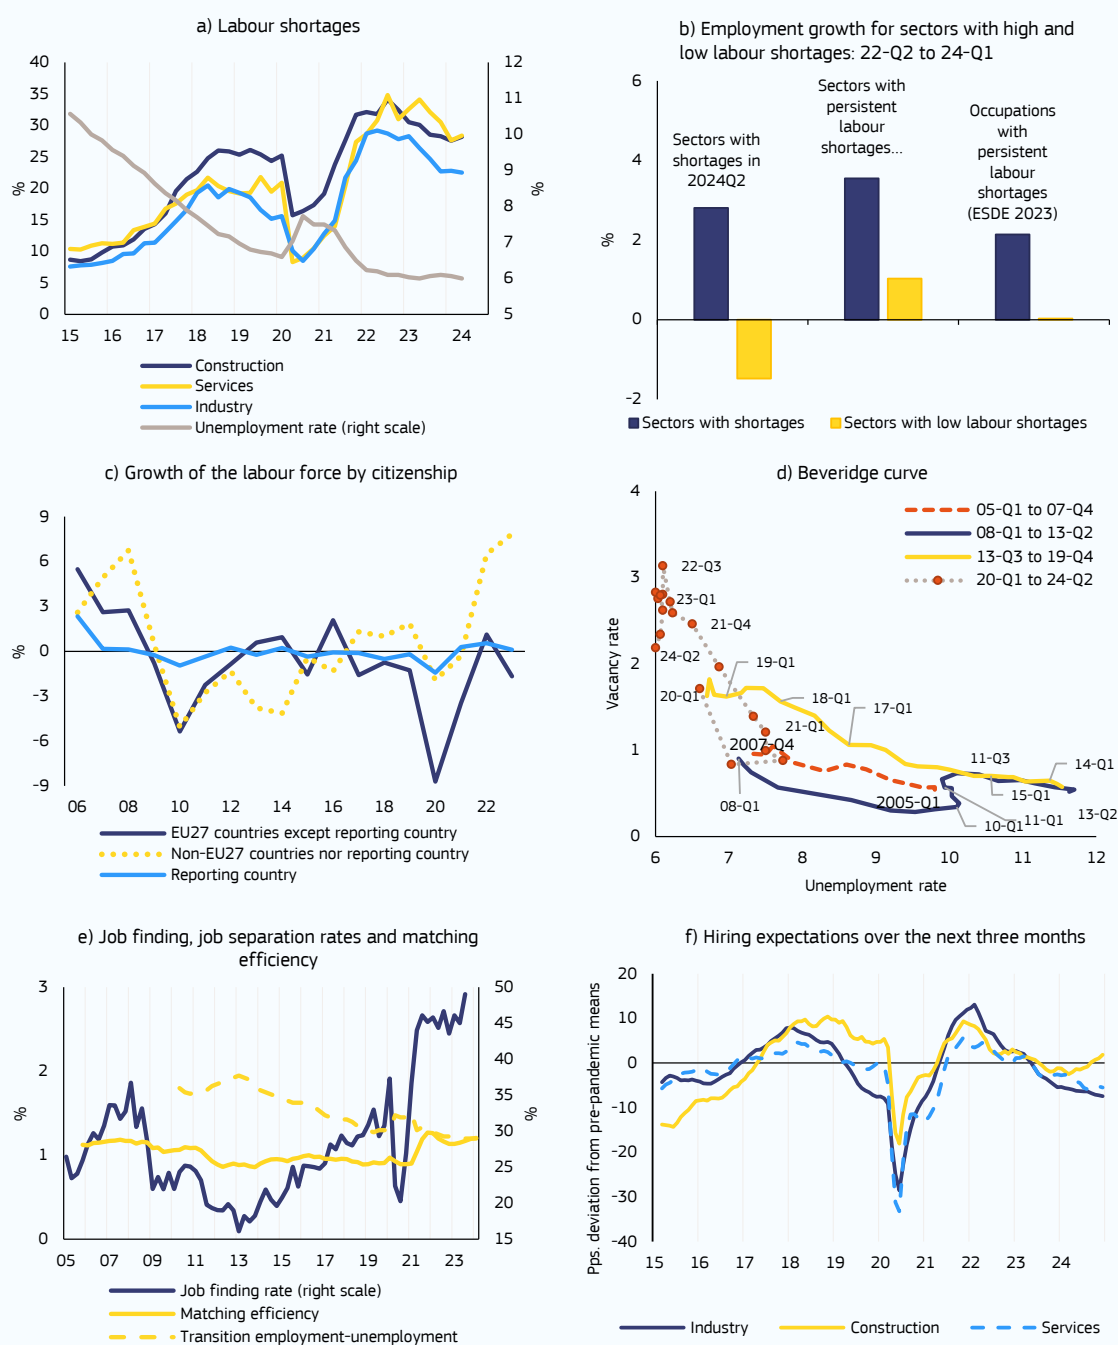 a) Labour shortages
40
35
30
25
20
15
10
5
0
%
12
11
10
9
8
7
6
5
%
15 16 17 18 19 20 21 22 23 24
Construction
Services
Industry
Unemployment rate (right scale)
b) Employment growth for sectors with high and
low labour shortages: 22-Q2 to 24-Q1
6
4
2
0
-2
%
Sectors with
shortages in
2024Q2
Sectors with
persistent
labour
shortages...
Occupations
with
persistent
labour
shortages
(ESDE 2023)
Sectors with shortages
Sectors with low labour shortages
c) Growth of the labour force by citizenship
9
6
3
0
-3
-6
-9
%
06 08 10 12 14 16 18 20 22
EU27 countries except reporting country
Non-EU27 countries nor reporting country
Reporting country
d) Beveridge curve
4
3
2
1
0
Vacancy rate
05-Q1 to 07-Q4
08-Q1 to 13-Q2
13-Q3 to 19-Q4
20-Q1 to 24-Q2
22-Q3
23-Q1
21-Q4
24-Q2
19-Q1
20-Q1
18-Q1
17-Q1
21-Q1
2007-Q4
11-Q3
14-Q1
15-Q1
08-Q1
2005-Q1
10-Q1
11-Q1
13-Q2
6 7 8 9 10 11 12
Unemployment rate
e) Job finding, job separation rates and matching
efficiency
3
2
1
0
%
50
45
40
35
30
25
20
15
%
05 07 09 11 13 15 17 19 21 23
Job finding rate (right scale)
Matching efficiency
Transition employment-unemployment
f) Hiring expectations over the next three months
20
10
0
-10
-20
-30
-40
Pps. deviation from pre-pandemic means
15 16 17 18 19 20 21 22 23 24
Industry
Construction
Services